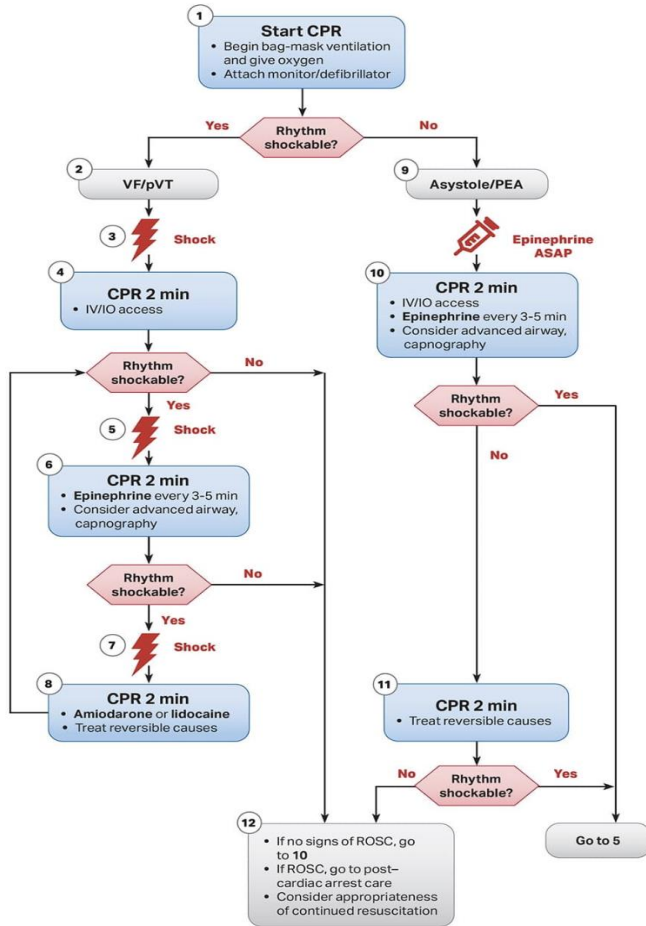 1
Start CPR
• Begin bag-mask ventilation
and give oxygen
• Attach monitor/defibrillator
Rhythm
shockable?
Yes
No
2
VF/pVT
3
Shock
4
CPR 2 min
• IV/IO access
Rhythm
shockable?
No
Yes
5
Shock
6
CPR 2 min
• Epinephrine every 3-5 min
• Consider advanced airway,
capnography
Rhythm
shockable?
No
Yes
7
Shock
8
CPR 2 min
• Amiodarone or lidocaine
• Treat reversible causes
9
Asystole/PEA
Epinephrine
ASAP
10
CPR 2 min
• IV/IO access
• Epinephrine every 3-5 min
• Consider advanced airway,
capnography
Rhythm
shockable?
Yes
No
11
CPR 2 min
• Treat reversible causes
Rhythm
shockable?
No
Yes
12
• If no signs of ROSC, go
to 10
• If ROSC, go to post–
cardiac arrest care
• Consider appropriateness
of continued resuscitation
Go to 5